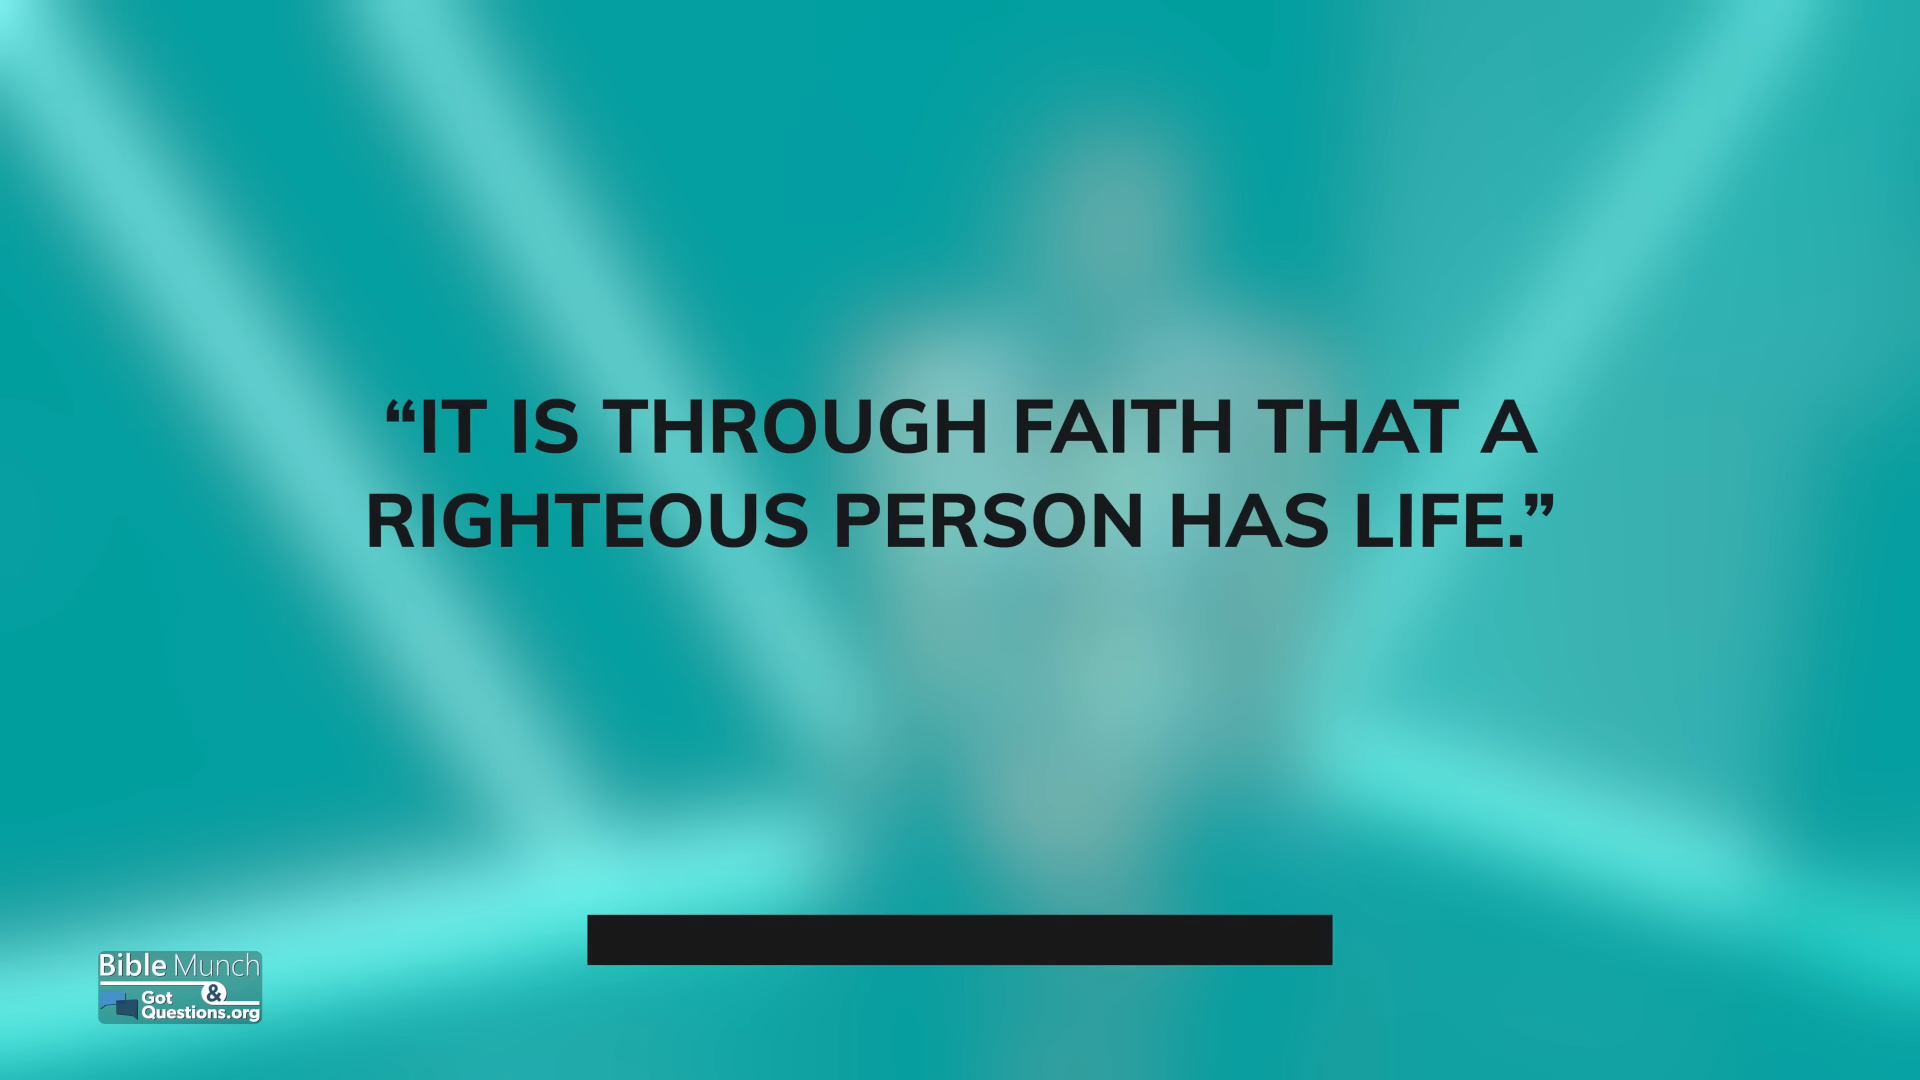 “IT IS THROUGH FAITH THAT A
RIGHTEOUS PERSON HAS LIFE.”
Bible Munch
&
Got
Questions.org